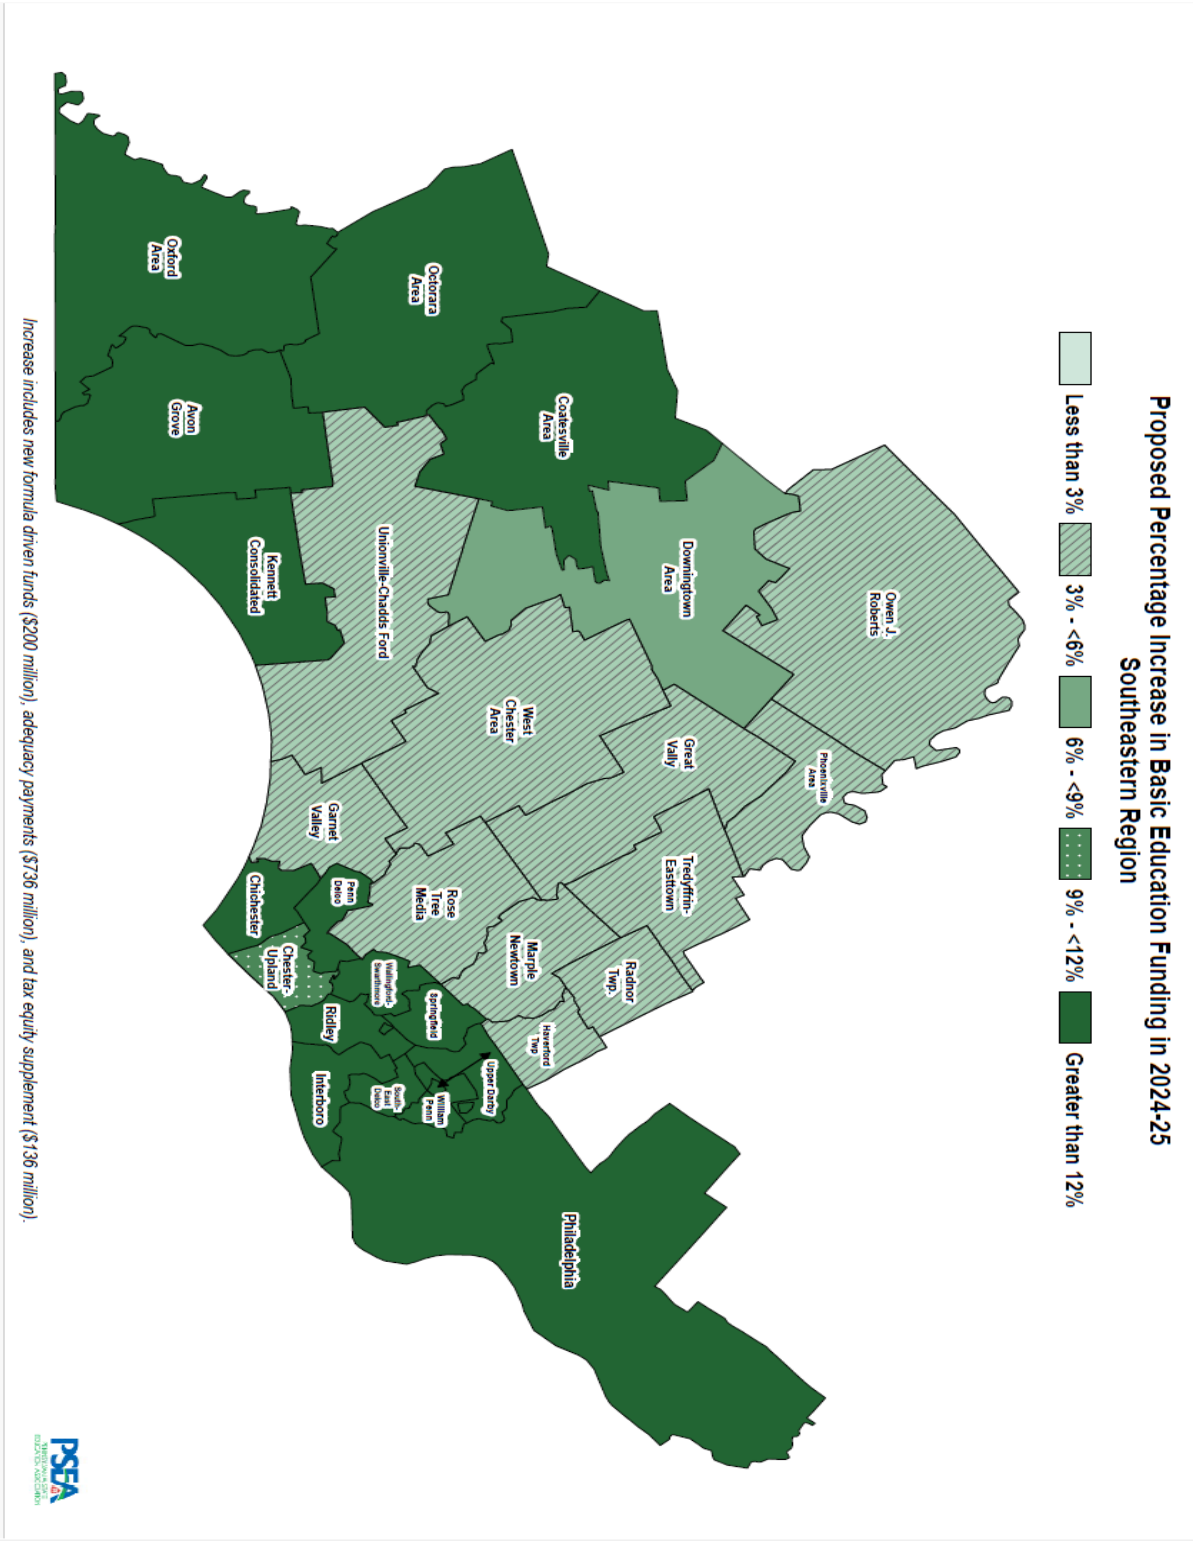 Proposed Percentage Increase in Basic Education Funding in 2024-25
Southeastern Region
Less than 3%
3% - <6%
6% - <9%
9% - <12%
Greater than 12%
Owen J.
Roberts
Phoenixville
Area
Downingtown
Area
Great
Vally
Tredyffrin-
Easttown
Radnor
Twp.
Coatesville
Area
West
Chester
Area
Marple
Newtown
Haverford
Twp
Philadelphia
Octorara
Area
Unionville-Chadds Ford
Rose
Tree
Media
Springfield
Upper Darby
William
Penn
Wallingford-
Swarthmore
South-
East
Delco
Penn
Delco
Garnet
Valley
Ridley
Interboro
Kennett
Consolidated
Chichester
Chester-
Upland
Avon
Grove
Oxford
Area
Increase includes new formula driven funds ($200 million), adequacy payments ($736 million), and tax equity supplement ($136 million).
PSEA
PENNSYLVANIA STATE
EDUCATION ASSOCIATION